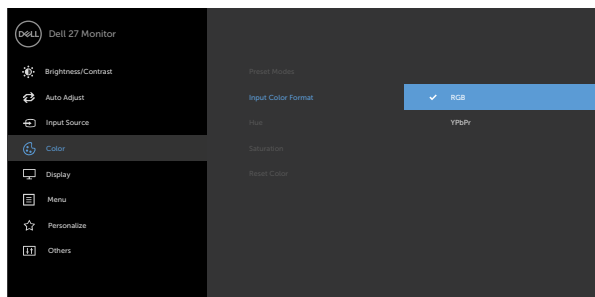 DELL Dell 27 Monitor
Brightness/Contrast
Preset Modes
Auto Adjust
Input Color Format
RGB
Input Source
Hue
YPbPr
Color
Saturation
Display
Reset Color
Menu
Personalize
Others